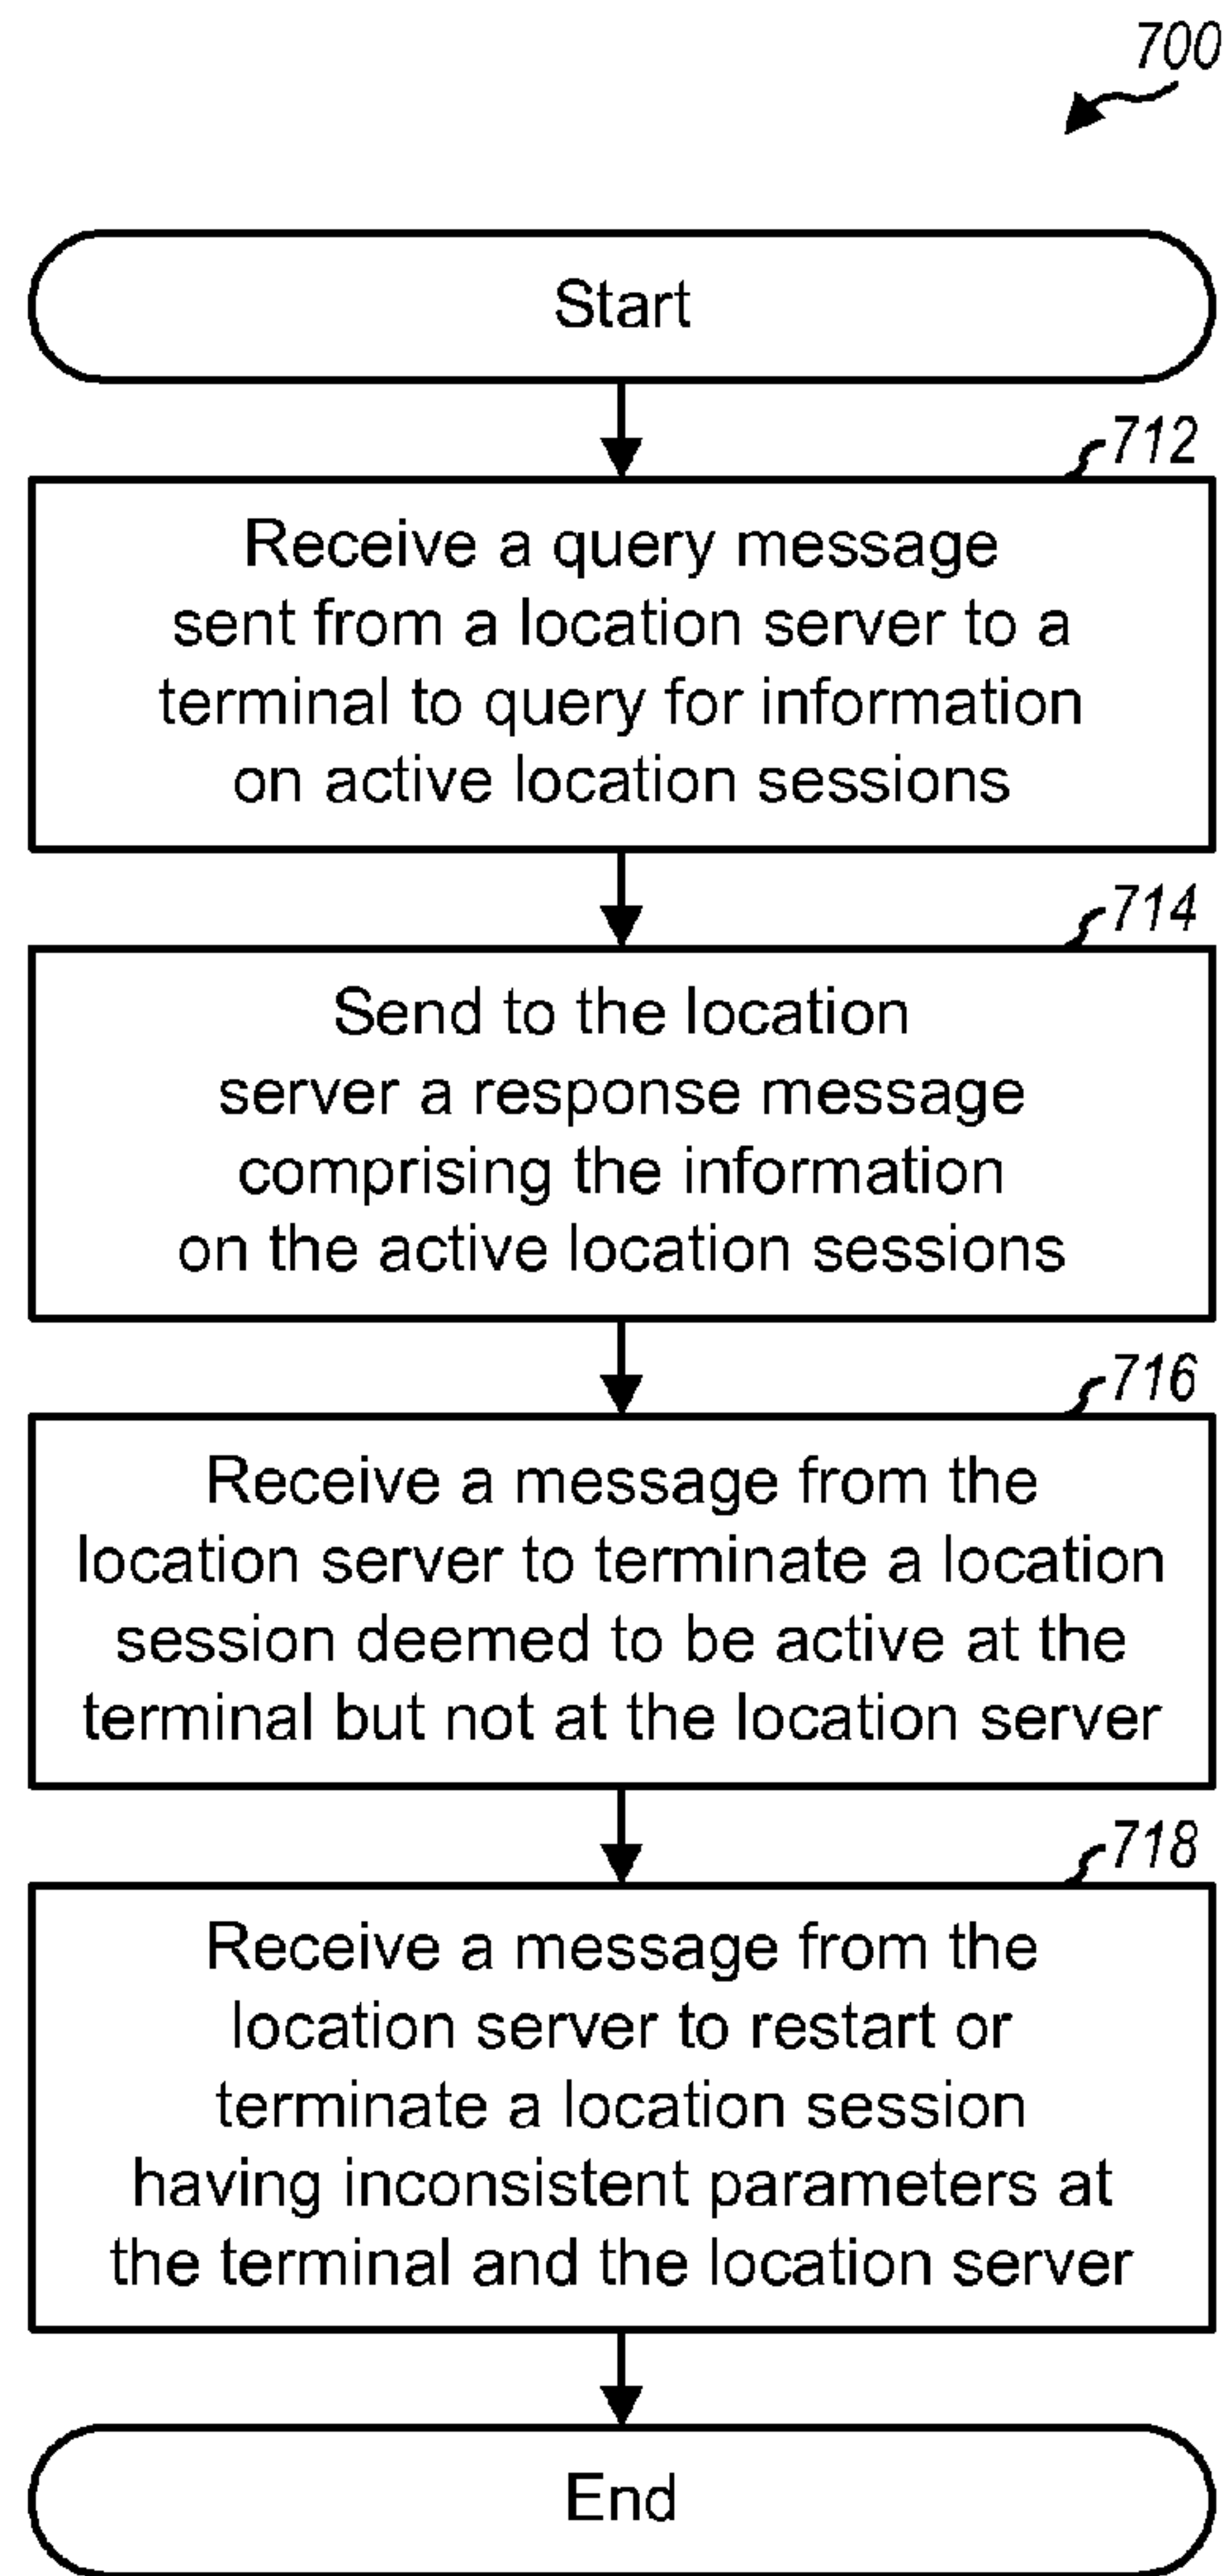 700
Start
712
Receive a query message
sent from a location server to a
terminal to query for information
on active location sessions
714
Send to the location
server a response message
comprising the information
on the active location sessions
716
Receive a message from the
location server to terminate a location
session deemed to be active at the
terminal but not at the location server
718
Receive a message from the
location server to restart or
terminate a location session
having inconsistent parameters at
the terminal and the location server
End